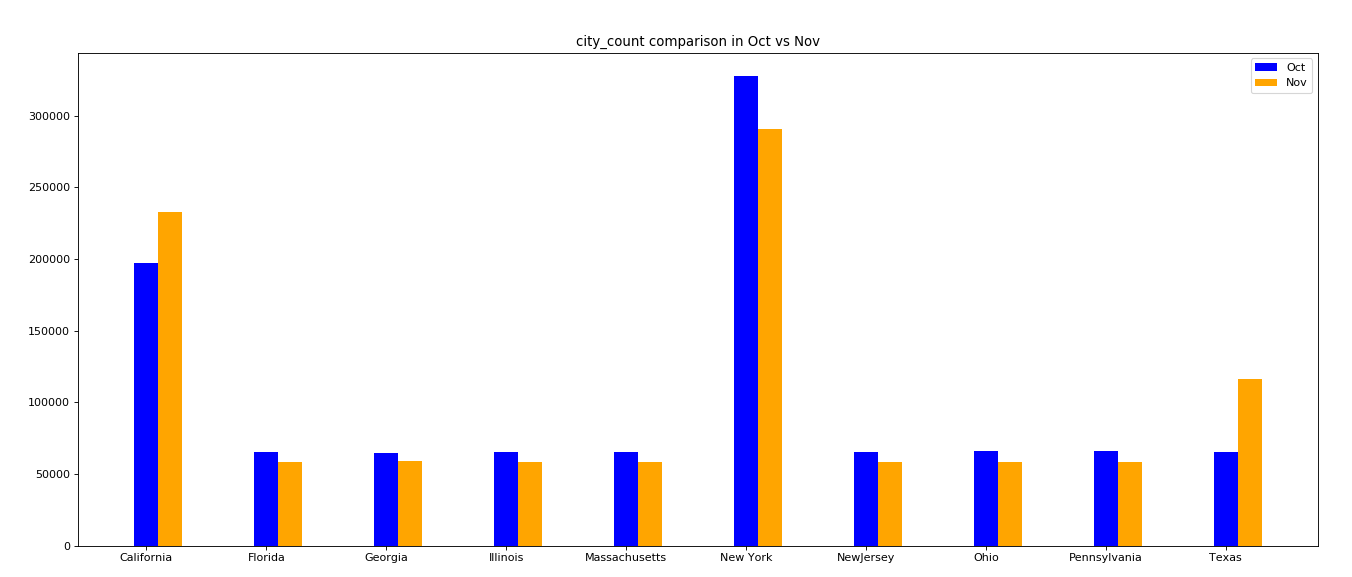 city_count comparison in Oct vs Nov
Oct
Nov
300000
250000
200000
150000
100000
50000
0
California Florida Georgia Illinois Massachusetts New York NewJersey Ohio Pennsylvania Texas